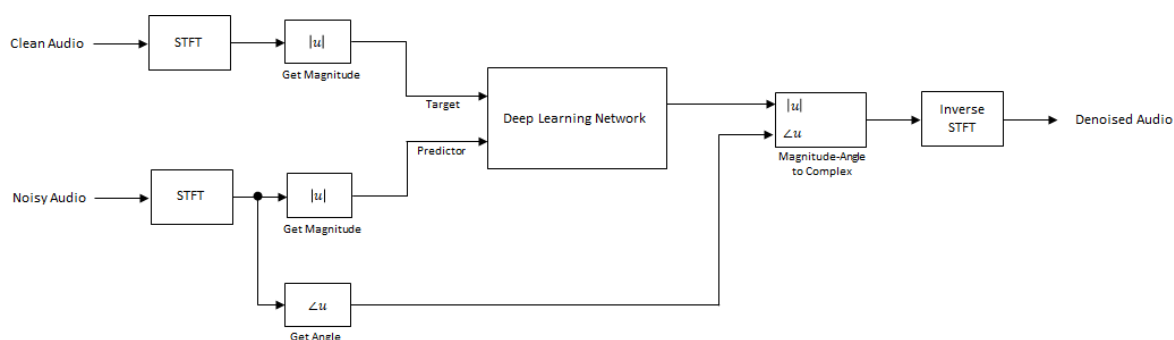 Clean Audio
STFT
|u|
Get Magnitude
Target
Deep Learning Network
Predictor
|u|
∠u
Magnitude-Angle
to Complex
Inverse
STFT
Denoised Audio
Noisy Audio
STFT
|u|
Get Magnitude
∠u
Get Angle